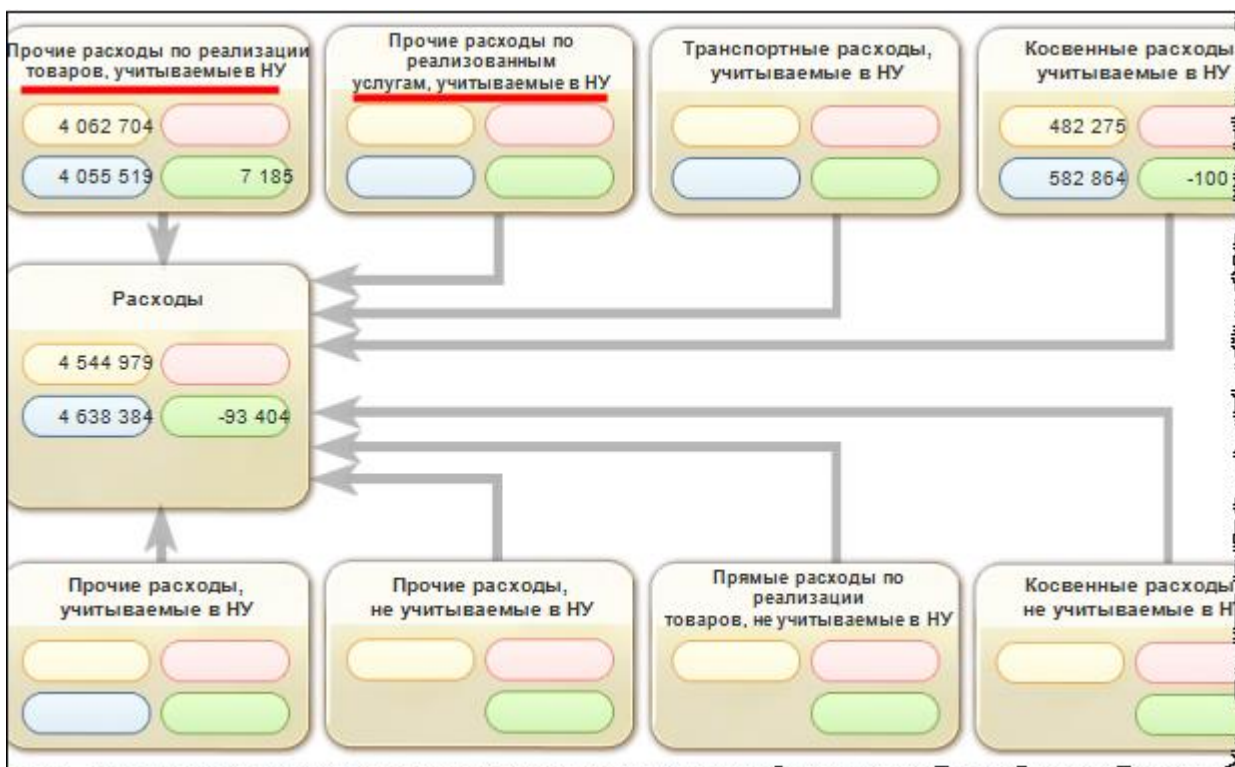 Прочие расходы по реализации
товаров, учитываемые в НУ
4 062 704
4 055 519
7 185
Прочие расходы по
реализованным
услугам, учитываемые в НУ
Транспортные расходы,
учитываемые в НУ
Косвенные расходы
учитываемые в НУ
482 275
582 864
-100
Расходы
4 544 979
4 638 384
-93 404
Прочие расходы,
учитываемые в НУ
Прочие расходы,
не учитываемые в НУ
Прямые расходы по
реализации
товаров, не учитываемые в НУ
Косвенные расходы
не учитываемые в